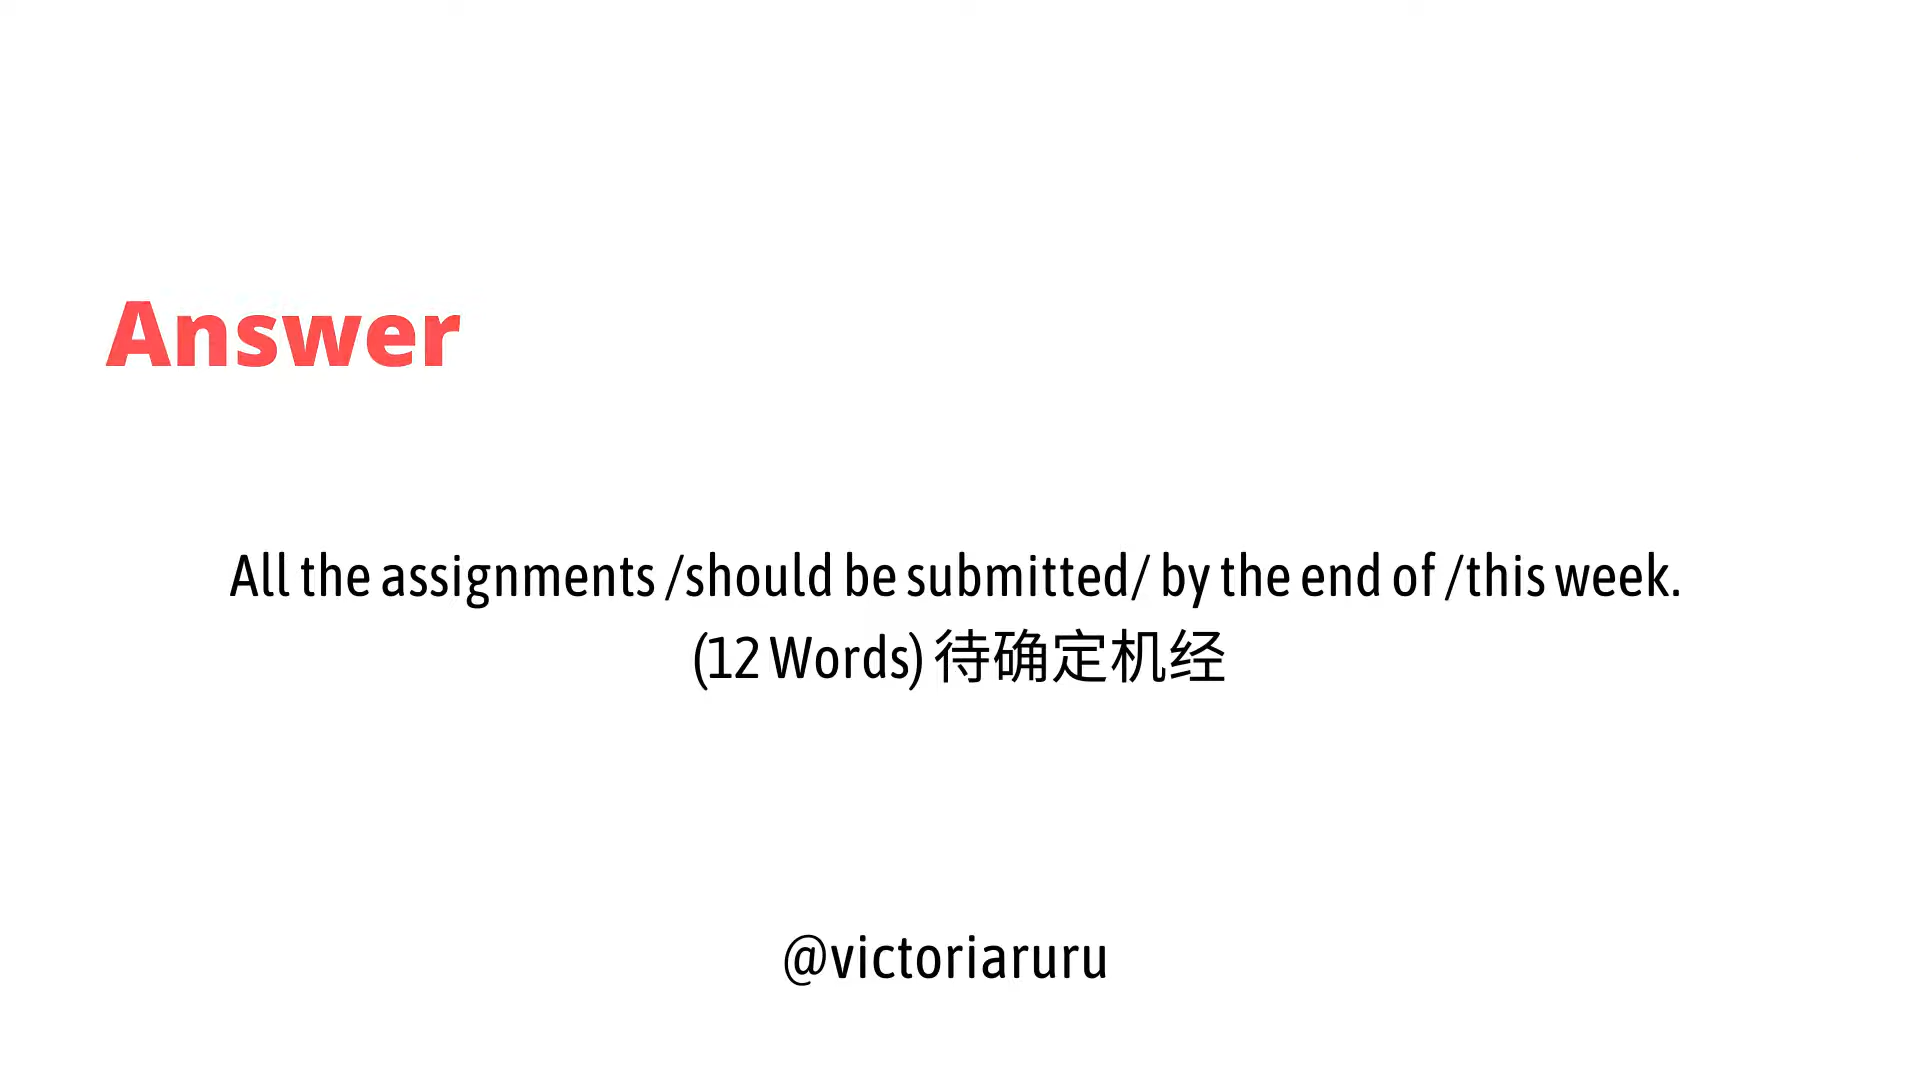 Answer
All the assignments /should be submitted/ by the end of /this week.
(12 Words) 待确定机经
@victoriaruru